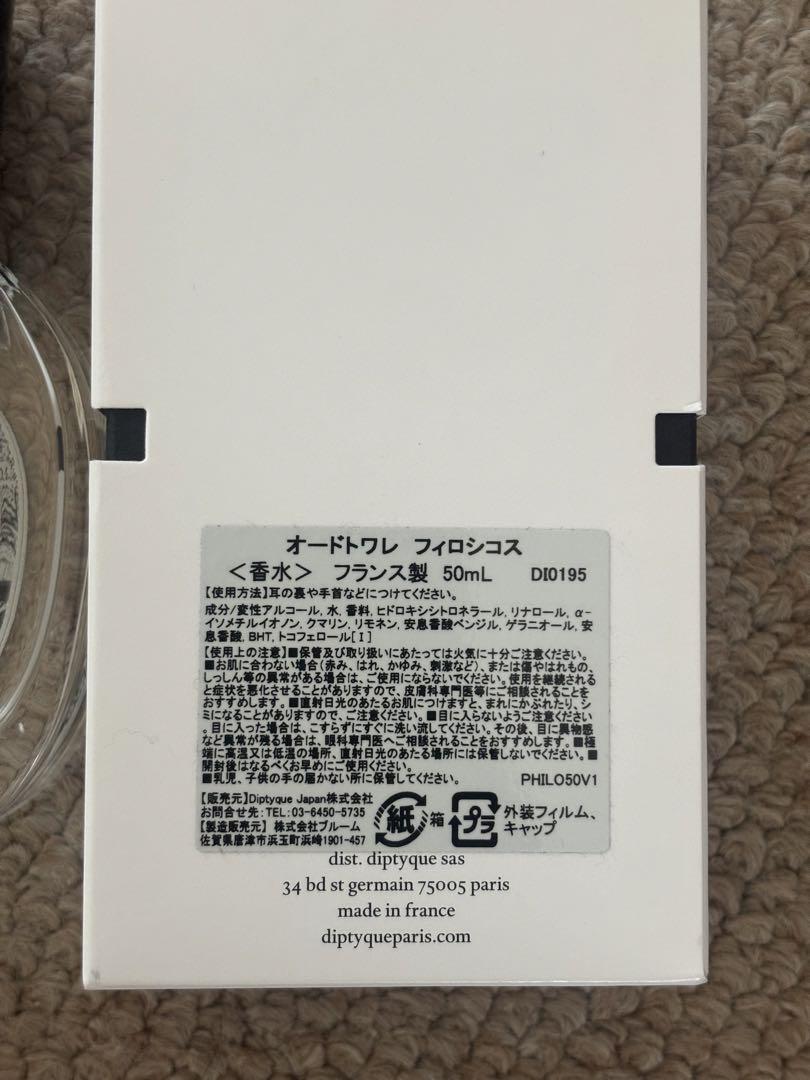 オードトワレ フィロシコス
＜香水＞ フランス製 50mL DI0195
【使用方法】耳の裏や手首などにつけてください。
成分/変性アルコール, 水, 香料, ヒドロキシシトロネラール, リナロール, α-
イソメチルイオノン, クマリン, リモネン, 安息香酸ベンジル, ゲラニオール, 安
息香酸, BHT, トコフェロール[I]
【使用上の注意】■保管及び取り扱いにあたっては火気に十分ご注意ください。
■お肌に合わない場合(赤み、はれ、かゆみ、刺激など)、または傷やはれもの、
しっしん等の異常がある場合は、ご使用にならないでください。使用を継続される
と症状を悪化させることがありますので、皮膚科専門医等にご相談されることを
おすすめします。■直射日光のあたるお肌につけますと、まれにかぶれたり、シ
ミになることがありますので、ご注意ください。■目に入らないようご注意ください
。目に入った場合は、こすらずにすぐに洗い流してください。その後、目に異物感
など異常が残る場合は、眼科専門医へご相談されることをおすすめします。■極
端に高温又は低温の場所、直射日光のあたる場所には保管しないでください。■
開封後はなるべくお早めにご使用ください。
■乳児、子供の手の届かない所に保管してください。 PHILO50V1
【販売元】Diptyque Japan株式会社
お問合せ先:TEL:03-6450-5735
【製造販売元】 株式会社ブルーム
佐賀県唐津市浜玉町浜崎1901-457
紙 箱
プラ 外装フィルム、
キャップ
dist. diptyque sas
34 bd st germain 75005 paris
made in france
diptyqueparis.com